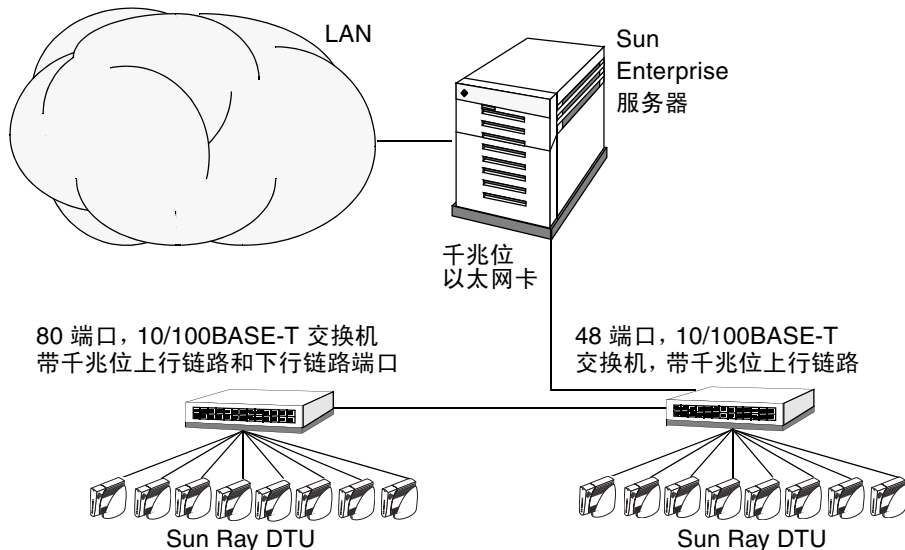 LAN
Sun
Enterprise
服务器
千兆位
以太网卡
80 端口，10/100BASE-T 交换机
带千兆位上行链路和下行链路端口
48 端口，10/100BASE-T
交换机，带千兆位上行链路
Sun Ray DTU
Sun Ray DTU